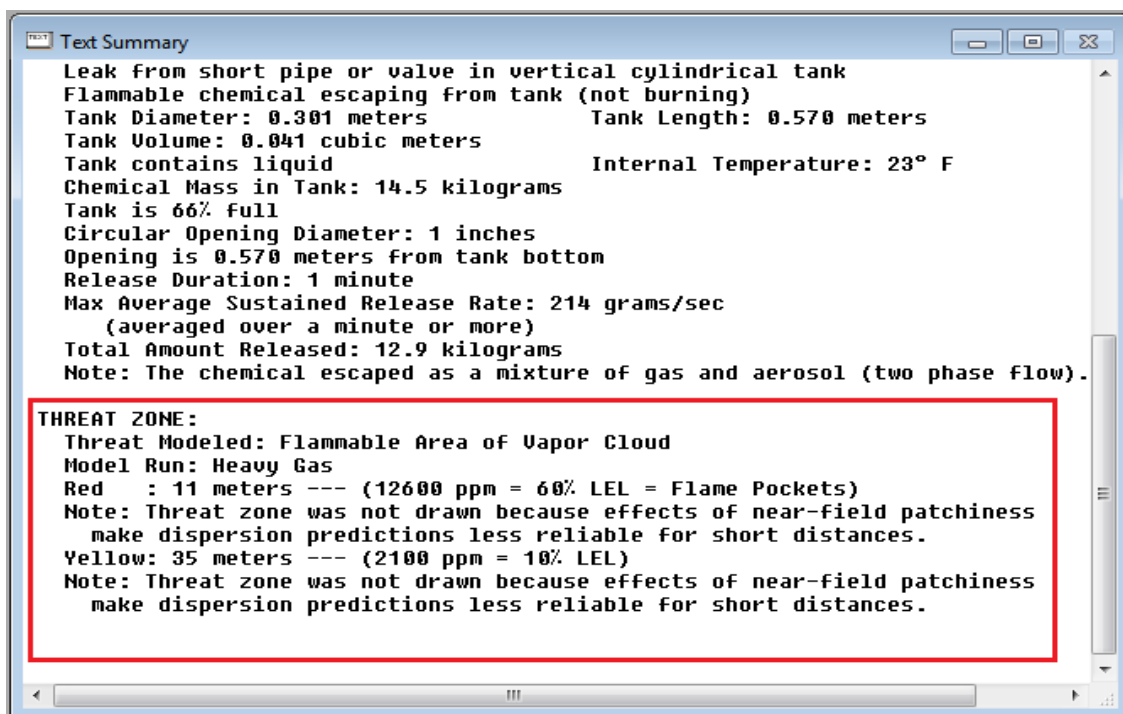 TEXT
Text Summary
Leak from short pipe or valve in vertical cylindrical tank
Flammable chemical escaping from tank (not burning)
Tank Diameter: 0.301 meters Tank Length: 0.570 meters
Tank Volume: 0.041 cubic meters
Tank contains liquid Internal Temperature: 23° F
Chemical Mass in Tank: 14.5 kilograms
Tank is 66% full
Circular Opening Diameter: 1 inches
Opening is 0.570 meters from tank bottom
Release Duration: 1 minute
Max Average Sustained Release Rate: 214 grams/sec
(averaged over a minute or more)
Total Amount Released: 12.9 kilograms
Note: The chemical escaped as a mixture of gas and aerosol (two phase flow).
THREAT ZONE:
Threat Modeled: Flammable Area of Vapor Cloud
Model Run: Heavy Gas
Red : 11 meters --- (12600 ppm = 60% LEL = Flame Pockets)
Note: Threat zone was not drawn because effects of near-field patchiness
make dispersion predictions less reliable for short distances.
Yellow: 35 meters --- (2100 ppm = 10% LEL)
Note: Threat zone was not drawn because effects of near-field patchiness
make dispersion predictions less reliable for short distances.